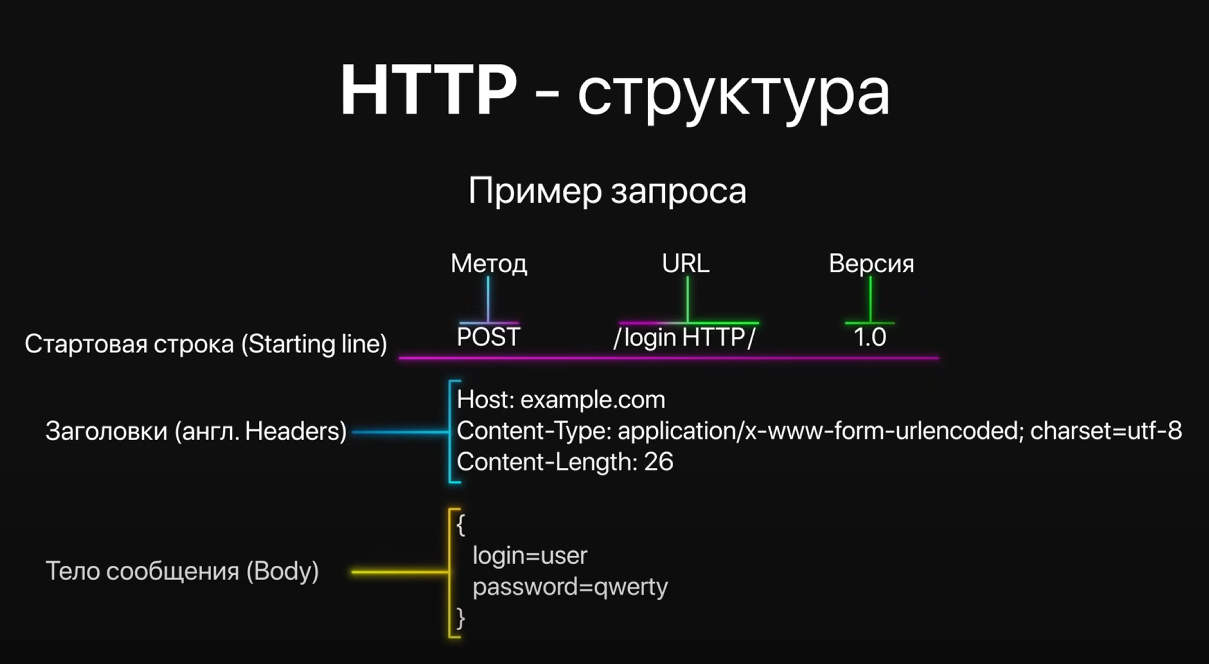 HTTP - структура
Пример запроса
Метод URL Версия
Стартовая строка (Starting line) POST /login HTTP/ 1.0
Заголовки (англ. Headers)
Host: example.com
Content-Type: application/x-www-form-urlencoded; charset=utf-8
Content-Length: 26
Тело сообщения (Body)
{
login=user
password=qwerty
}